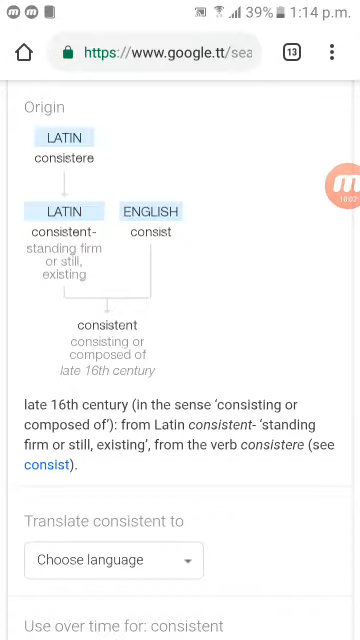 39% 1:14 p.m.
https://www.google.tt/sea
13
Origin
LATIN
consistere
LATIN ENGLISH
consistent- consist
standing firm
or still,
existing
consistent
consisting or
composed of
late 16th century
10:02
late 16th century (in the sense ‘consisting or
composed of’): from Latin consistent- ‘standing
firm or still, existing’, from the verb consistere (see
consist).
Translate consistent to
Choose language
Use over time for: consistent